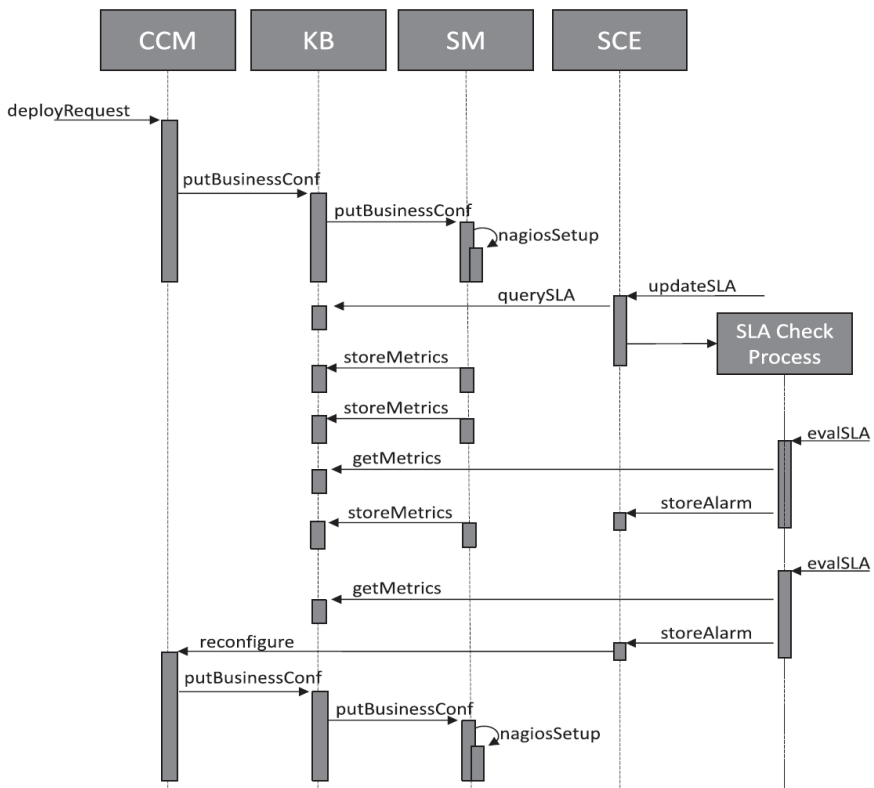 CCM
KB
SM
SCE
deployRequest
putBusinessConf
putBusinessConf
nagiosSetup
updateSLA
querySLA
SLA Check
Process
storeMetrics
storeMetrics
evalSLA
getMetrics
storeAlarm
storeMetrics
evalSLA
getMetrics
storeAlarm
reconfigure
putBusinessConf
putBusinessConf
nagiosSetup